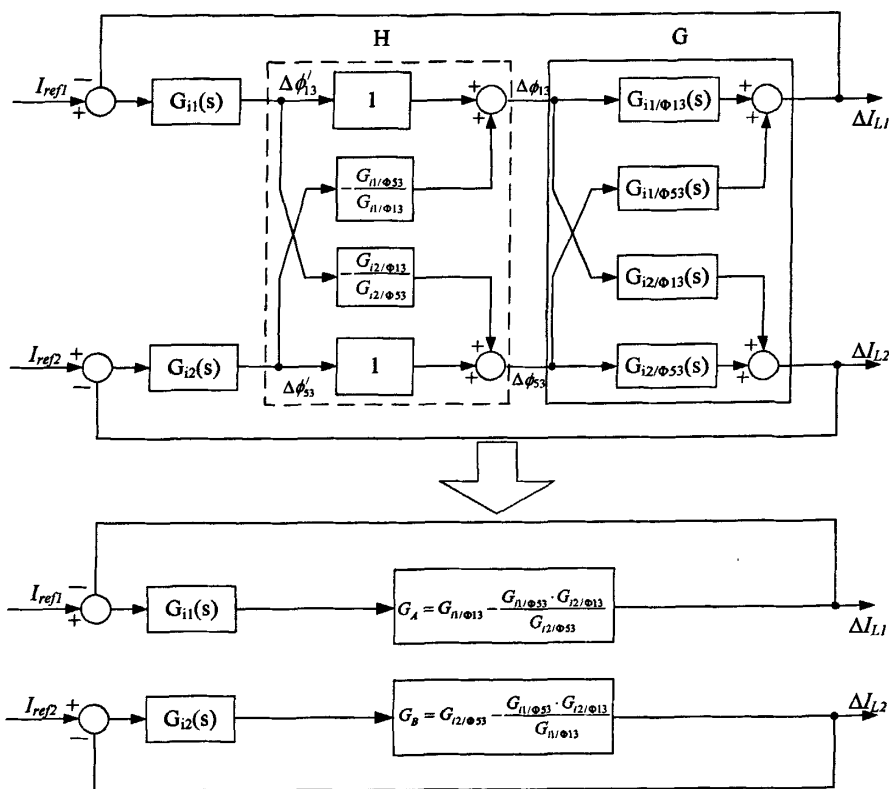 H G
− I_ref1 + G_i1(s) Δϕ′_13 1 + + Δϕ_13 G_i1/Φ13(s) + + ΔI_L1
−G_i1/Φ53 / G_i1/Φ13 G_i1/Φ53(s)
−G_i2/Φ13 / G_i2/Φ53 G_i2/Φ13(s)
I_ref2 + − G_i2(s) Δϕ′_53 1 + + Δϕ_53 G_i2/Φ53(s) + + ΔI_L2
− I_ref1 + G_i1(s) G_A = G_i1/Φ13 − G_i1/Φ53 · G_i2/Φ13 / G_i2/Φ53 ΔI_L1
I_ref2 + − G_i2(s) G_B = G_i2/Φ53 − G_i1/Φ53 · G_i2/Φ13 / G_i1/Φ13 ΔI_L2